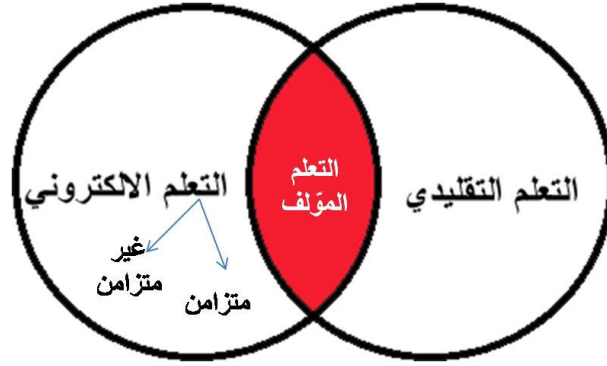 التعلم التقليدي
التعلم
المؤلف
التعلم الالكتروني
متزامن
غير
متزامن